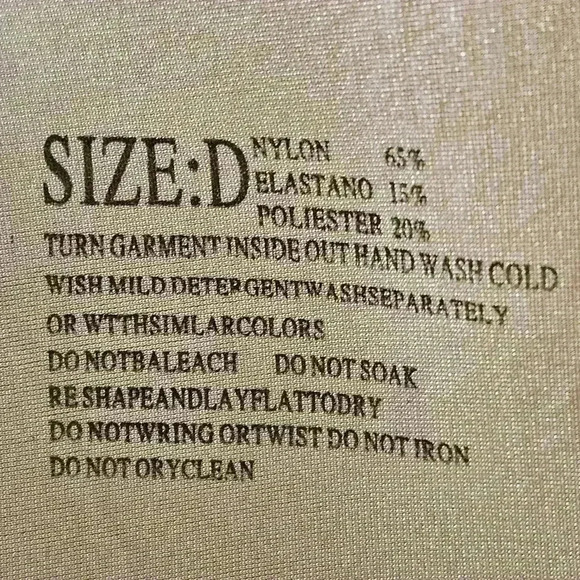 SIZE:D
NYLON 65%
ELASTANO 15%
POLIESTER 20%
TURN GARMENT INSIDE OUT HAND WASH COLD
WISH MILD DETERGENTWASHSEPARATELY
OR WTTHSIMLARCOLORS
DO NOTBALEACH DO NOT SOAK
RE SHAPEANDLAYFLATTODRY
DO NOTWRING ORTWIST DO NOT IRON
DO NOT ORYCLEAN